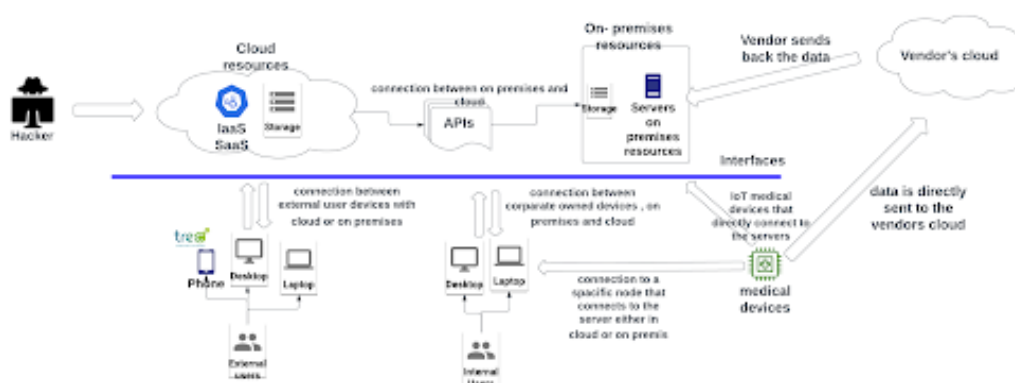 Hacker
Cloud
resources
IaaS
SaaS
Storage
connection between on premises and
cloud
APIs
On- premises
resources
Storage
Servers
on
premises
resources
Vendor sends
back the data
Vendor's cloud
Interfaces
connection between
external user devices with
cloud or on premises
connection between
corparate owned devices , on
premises and cloud
IoT medical
devices that
directly connect to
the servers
data is directly
sent to the
vendors cloud
Phone
Desktop
Laptop
Desktop
Laptop
connection to a
spacific node that
connects to the
server either in
cloud or on premis
medical
devices
External
users
Internal